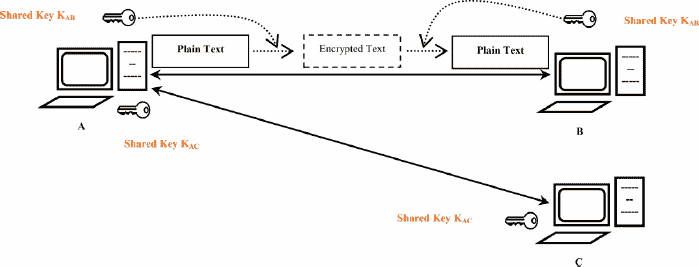 Shared Key KAB
Shared Key KAB
Plain Text
Encrypted Text
Plain Text
A
B
Shared Key KAC
Shared Key KAC
C